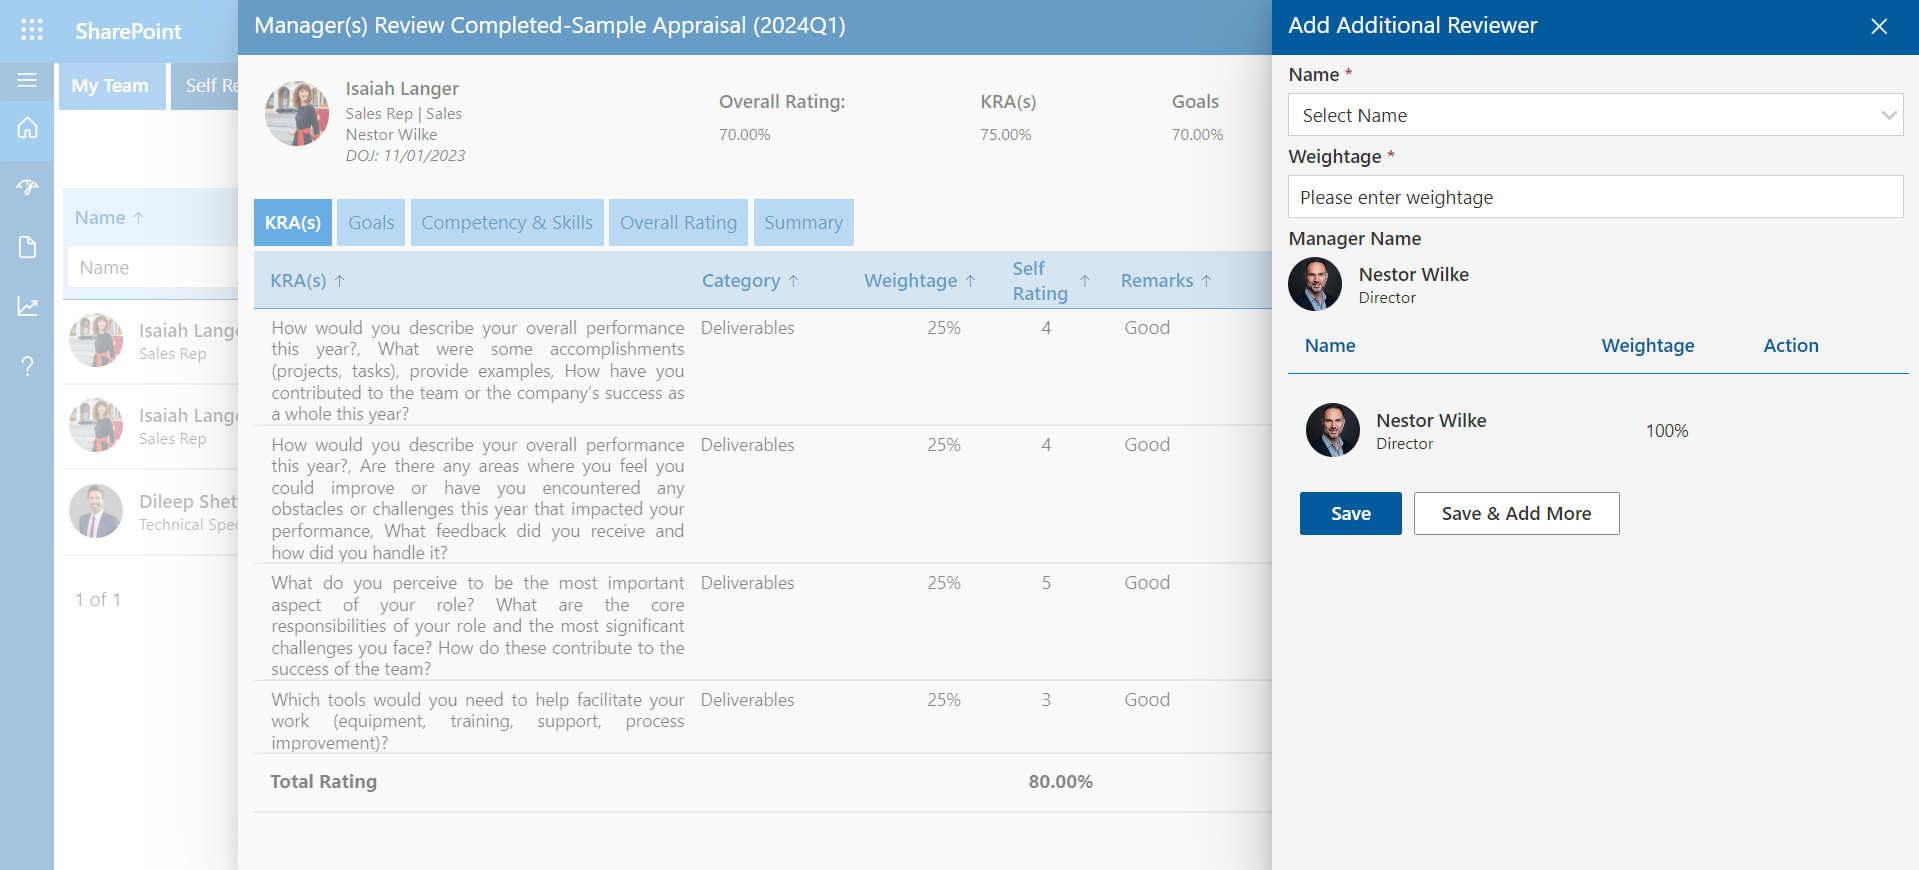 SharePoint
My Team
Self Re
Name ↑
Name
Isaiah Lange
Sales Rep
Isaiah Lange
Sales Rep
Dileep Shet
Technical Spec
1 of 1
Manager(s) Review Completed-Sample Appraisal (2024Q1)
Isaiah Langer
Sales Rep | Sales
Nestor Wilke
DOJ: 11/01/2023
Overall Rating:
70.00%
KRA(s)
75.00%
Goals
70.00%
KRA(s)
Goals
Competency & Skills
Overall Rating
Summary
KRA(s) ↑
Category ↑
Weightage ↑
Self
Rating ↑
Remarks ↑
How would you describe your overall performance
this year?, What were some accomplishments
(projects, tasks), provide examples, How have you
contributed to the team or the company’s success as
a whole this year?
Deliverables
25%
4
Good
How would you describe your overall performance
this year?, Are there any areas where you feel you
could improve or have you encountered any
obstacles or challenges this year that impacted your
performance, What feedback did you receive and
how did you handle it?
Deliverables
25%
4
Good
What do you perceive to be the most important
aspect of your role? What are the core
responsibilities of your role and the most significant
challenges you face? How do these contribute to the
success of the team?
Deliverables
25%
5
Good
Which tools would you need to help facilitate your
work (equipment, training, support, process
improvement)?
Deliverables
25%
3
Good
Total Rating
80.00%
Add Additional Reviewer
Name *
Select Name
Weightage *
Please enter weightage
Manager Name
Nestor Wilke
Director
Name
Weightage
Action
Nestor Wilke
Director
100%
Save
Save & Add More